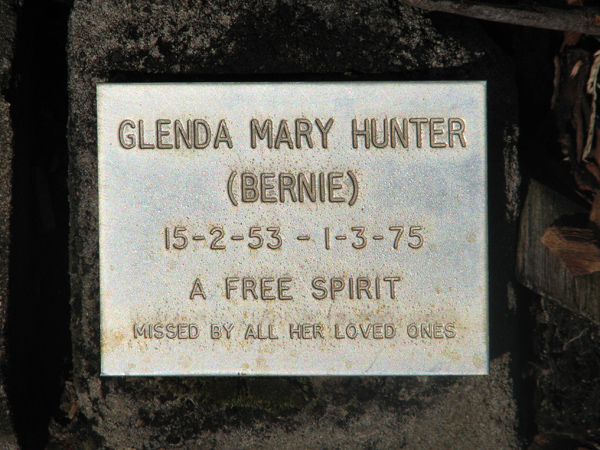 GLENDA MARY HUNTER
(BERNIE)
15-2-53 - 1-3-75
A FREE SPIRIT
MISSED BY ALL HER LOVED ONES